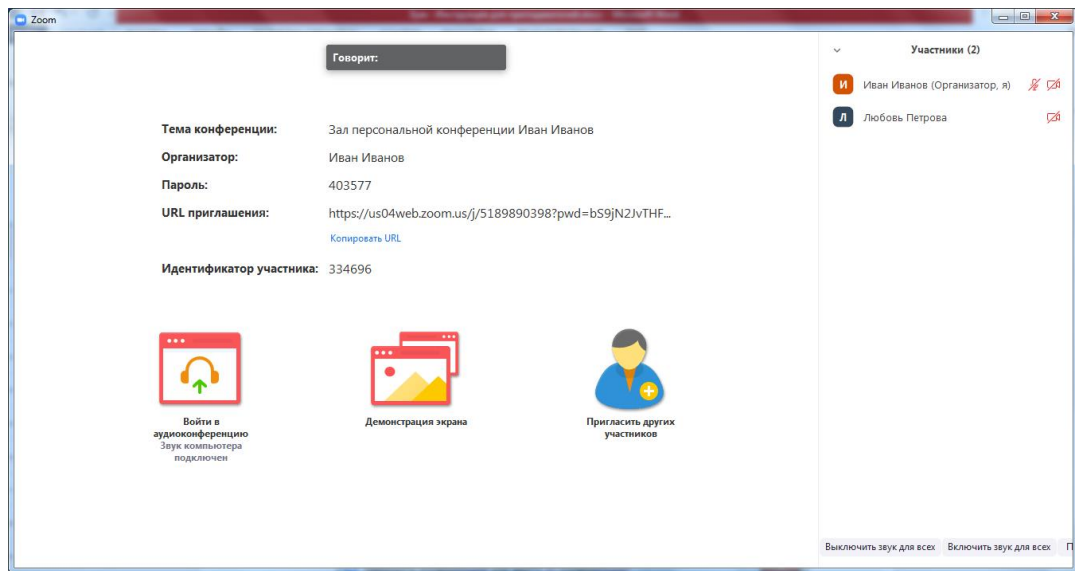 Zoom
Говорит:
Участники (2)
И Иван Иванов (Организатор, я)
Л Любовь Петрова
Тема конференции: Зал персональной конференции Иван Иванов
Организатор: Иван Иванов
Пароль: 403577
URL приглашения: https://us04web.zoom.us/j/5189890398?pwd=bS9jN2JvTHF...
Копировать URL
Идентификатор участника: 334696
Войти в
аудиоконференцию
Звук компьютера
подключен
Демонстрация экрана
Пригласить других
участников
Выключить звук для всех Включить звук для всех П